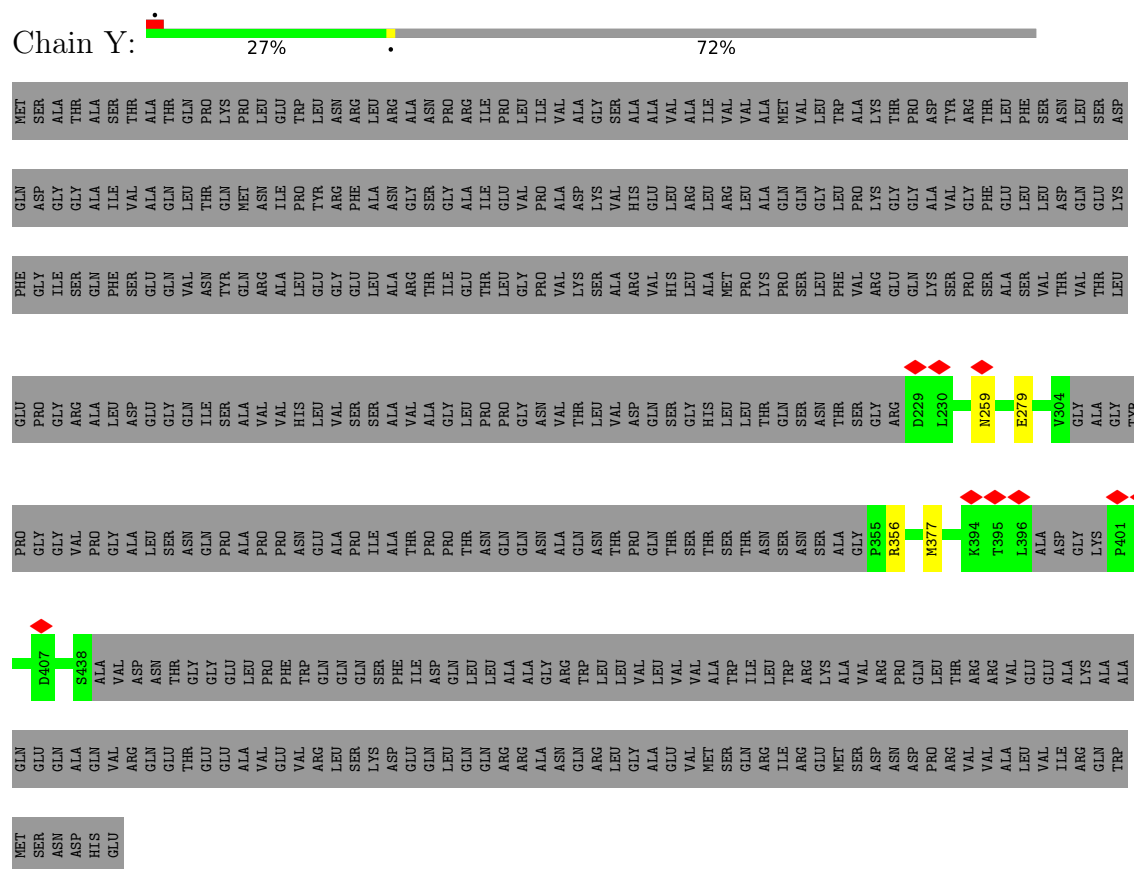 Chain Y: 27% • 72%
MET SER ALA THR ALA SER THR ALA THR GLN PRO LYS PRO LEU GLU TRP LEU ASN ARG LEU ARG ALA ASN PRO ARG ILE PRO LEU ILE VAL ALA GLY SER ALA ALA VAL ALA ILE VAL VAL ALA MET VAL LEU TRP ALA LYS THR PRO ASP TYR ARG THR LEU PHE SER ASN LEU SER ASP
GLN ASP GLY GLY ALA ILE VAL ALA GLN LEU THR GLN MET ASN ILE PRO TYR ARG PHE ALA ASN GLY SER GLY ALA ILE GLU VAL PRO ALA ASP LYS VAL HIS GLU LEU ARG LEU ARG LEU ALA GLN GLN GLY LEU PRO LYS GLY GLY ALA VAL GLY PHE GLU LEU LEU ASP GLN GLU LYS
PHE GLY ILE SER GLN PHE SER GLU GLN VAL ASN TYR GLN ARG ALA LEU GLU GLY GLU LEU ALA ARG THR ILE GLU THR LEU GLY PRO VAL LYS SER ALA ARG VAL HIS LEU ALA MET PRO LYS PRO SER LEU PHE VAL ARG GLU GLN LYS SER PRO SER ALA SER VAL THR VAL THR LEU
GLU PRO GLY ARG ALA LEU ASP GLU GLY GLN ILE SER ALA VAL VAL HIS LEU VAL SER SER ALA VAL ALA GLY LEU PRO PRO GLY ASN VAL THR LEU VAL ASP GLN SER GLY HIS LEU LEU THR GLN SER ASN THR SER GLY ARG D229 L230 N259 E279 V304 GLY ALA GLY TYR
PRO GLY GLY VAL PRO GLY ALA LEU SER ASN GLN PRO ALA PRO PRO ASN GLU ALA PRO ILE ALA THR PRO PRO THR ASN GLN GLN ASN ALA GLN ASN THR PRO GLN THR SER THR SER THR ASN SER ASN SER ALA GLY P355 R356 M377 K394 T395 L396 ALA ASP GLY LYS P401
D407 S438 ALA VAL ASP ASN THR GLY GLY GLU LEU PRO PHE TRP GLN GLN GLN SER PHE ILE ASP GLN LEU LEU ALA ALA GLY ARG TRP LEU LEU VAL LEU VAL VAL ALA TRP ILE LEU TRP ARG LYS ALA VAL ARG PRO GLN LEU THR ARG ARG VAL GLU GLU ALA LYS ALA ALA
GLN GLU GLN ALA GLN VAL ARG GLN GLU THR GLU GLU ALA VAL GLU VAL ARG LEU SER LYS ASP GLU GLN LEU GLN GLN ARG ARG ALA ASN GLN ARG LEU GLY ALA GLU VAL MET SER GLN ARG ILE ARG GLU MET SER ASP ASN ASP PRO ARG VAL VAL ALA LEU VAL ILE ARG GLN TRP
MET SER ASN ASP HIS GLU